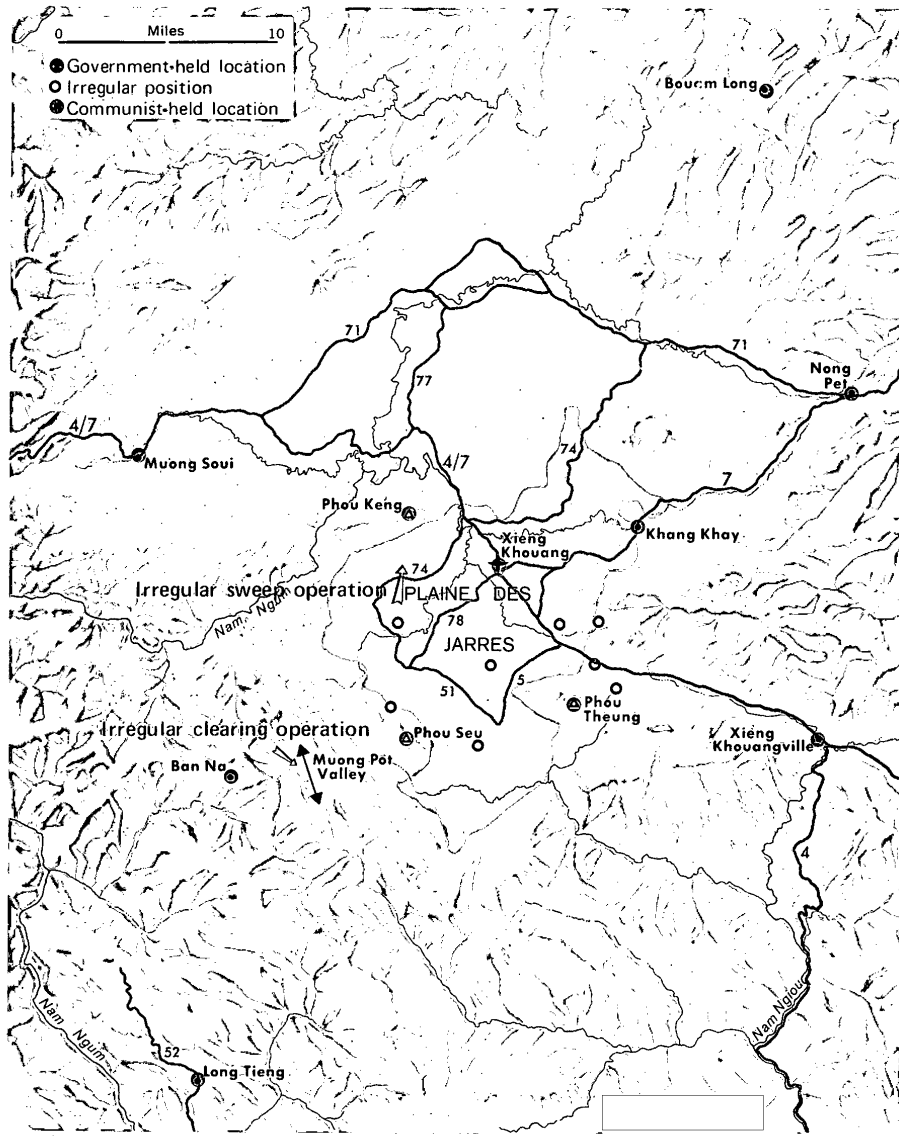 Miles
0 10
Government-held location
Irregular position
Communist-held location
Bouam Long
71
71
77
Nong
Pet
4/7
Muong Soui
4/7
74
7
Phou Keng
Khang Khay
Xieng
Khouang
74
Irregular sweep operation
PLAINE DES
Nam Ngum
78
JARRES
51
5
Phou
Theung
Irregular clearing operation
Phou Seu
Xieng
Khouangville
Ban Na
Muong Pot
Valley
4
Nam Ngum
Nam Ngiou
52
Long Tieng